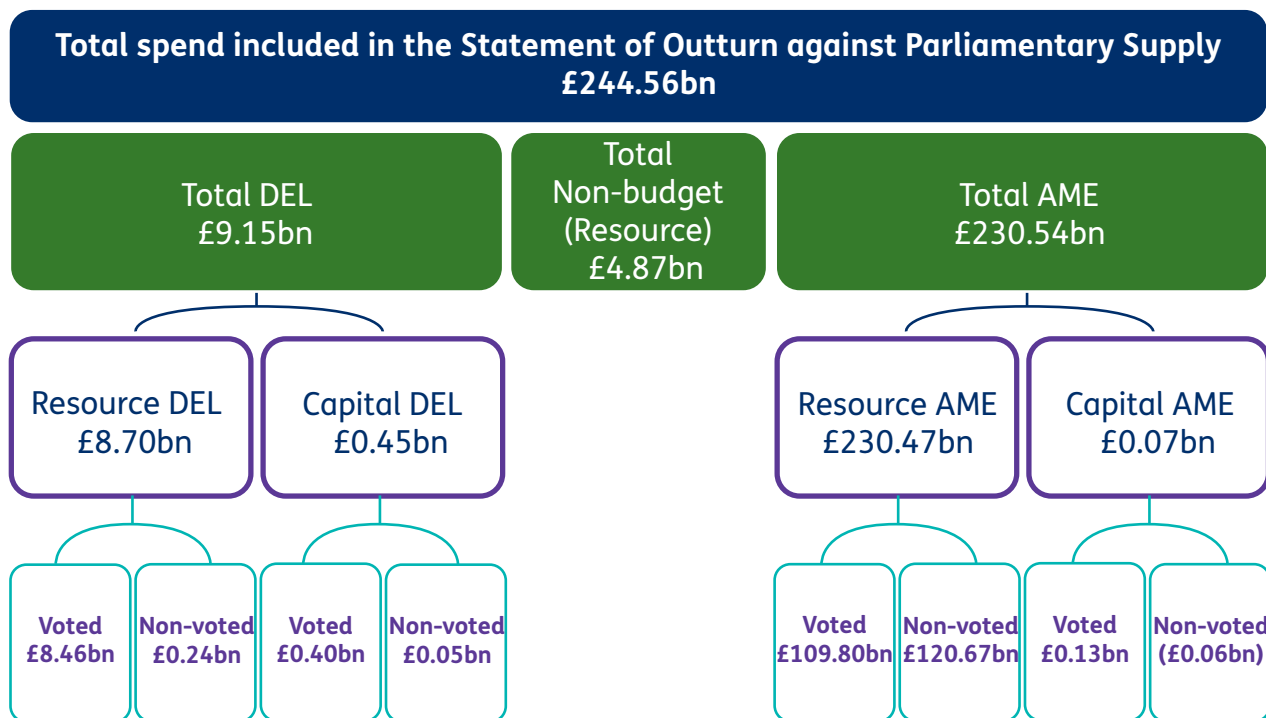 Total spend included in the Statement of Outturn against Parliamentary Supply
£244.56bn
Total DEL
£9.15bn
Total
Non-budget
(Resource)
£4.87bn
Total AME
£230.54bn
Resource DEL
£8.70bn
Capital DEL
£0.45bn
Resource AME
£230.47bn
Capital AME
£0.07bn
Voted
£8.46bn
Non-voted
£0.24bn
Voted
£0.40bn
Non-voted
£0.05bn
Voted
£109.80bn
Non-voted
£120.67bn
Voted
£0.13bn
Non-voted
(£0.06bn)